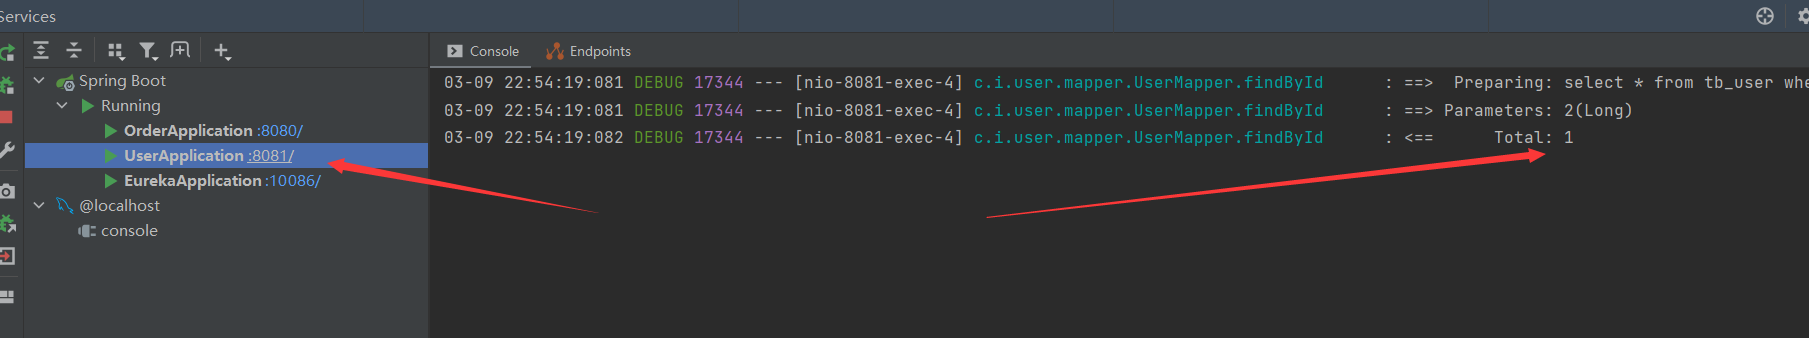 Services
Console Endpoints
Spring Boot
Running
OrderApplication :8080/
UserApplication :8081/
EurekaApplication :10086/
@localhost
console
03-09 22:54:19:081 DEBUG 17344 --- [nio-8081-exec-4] c.i.user.mapper.UserMapper.findById : ==>  Preparing: select * from tb_user whe
03-09 22:54:19:081 DEBUG 17344 --- [nio-8081-exec-4] c.i.user.mapper.UserMapper.findById : ==> Parameters: 2(Long)
03-09 22:54:19:082 DEBUG 17344 --- [nio-8081-exec-4] c.i.user.mapper.UserMapper.findById : <==      Total: 1